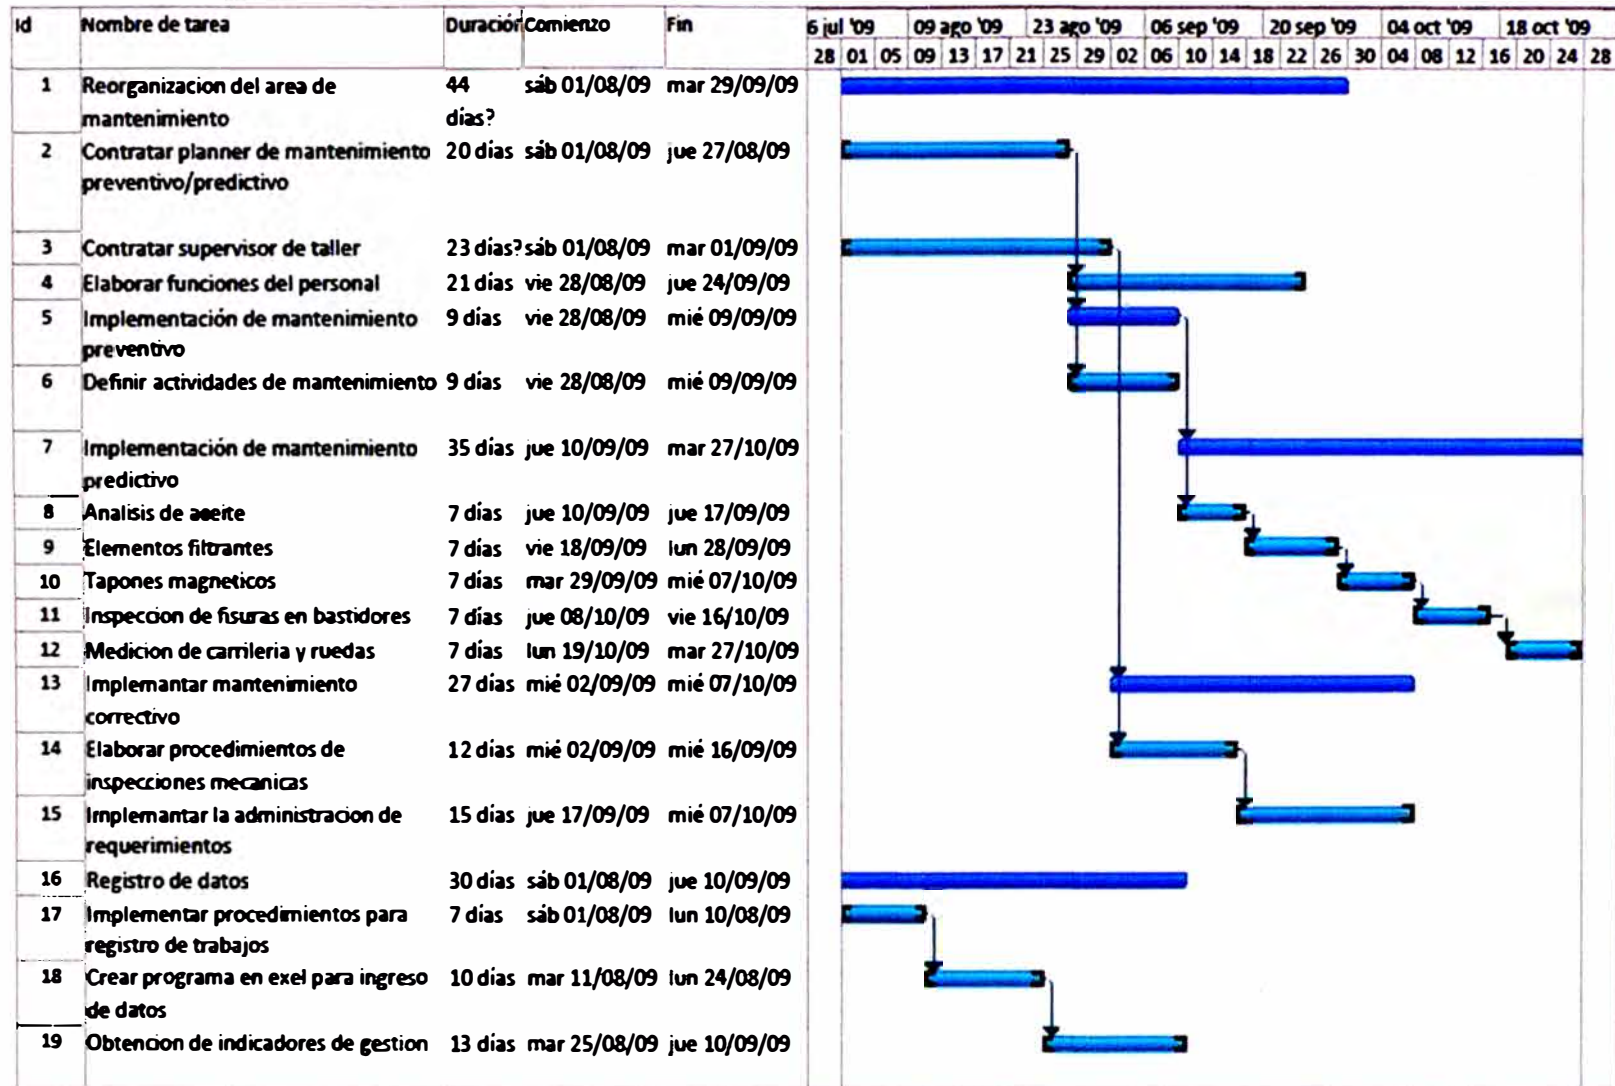 Id Nombre de tarea Duración Comienzo Fin 6 jul '09 09 ago '09 23 ago '09 06 sep '09 20 sep '09 04 oct '09 18 oct '09
28 01 05 09 13 17 21 25 29 02 06 10 14 18 22 26 30 04 08 12 16 20 24 28
1 Reorganizacion del area de 44 sáb 01/08/09 mar 29/09/09
mantenimiento días?
2 Contratar planner de mantenimiento 20 días sáb 01/08/09 jue 27/08/09
preventivo/predictivo
3 Contratar supervisor de taller 23 días? sáb 01/08/09 mar 01/09/09
4 Elaborar funciones del personal 21 días vie 28/08/09 jue 24/09/09
5 Implementación de mantenimiento 9 días vie 28/08/09 mié 09/09/09
preventivo
6 Definir actividades de mantenimiento 9 días vie 28/08/09 mié 09/09/09
7 Implementación de mantenimiento 35 días jue 10/09/09 mar 27/10/09
predictivo
8 Analisis de aceite 7 días jue 10/09/09 jue 17/09/09
9 Elementos filtrantes 7 días vie 18/09/09 lun 28/09/09
10 Tapones magneticos 7 días mar 29/09/09 mié 07/10/09
11 Inspeccion de fisuras en bastidores 7 días jue 08/10/09 vie 16/10/09
12 Medicion de carrileria y ruedas 7 días lun 19/10/09 mar 27/10/09
13 Implemantar mantenimiento 27 días mié 02/09/09 mié 07/10/09
correctivo
14 Elaborar procedimientos de 12 días mié 02/09/09 mié 16/09/09
inspecciones mecanicas
15 Implemantar la administracion de 15 días jue 17/09/09 mié 07/10/09
requerimientos
16 Registro de datos 30 días sáb 01/08/09 jue 10/09/09
17 Implementar procedimientos para 7 días sáb 01/08/09 lun 10/08/09
registro de trabajos
18 Crear programa en exel para ingreso 10 días mar 11/08/09 lun 24/08/09
de datos
19 Obtencion de indicadores de gestion 13 días mar 25/08/09 jue 10/09/09